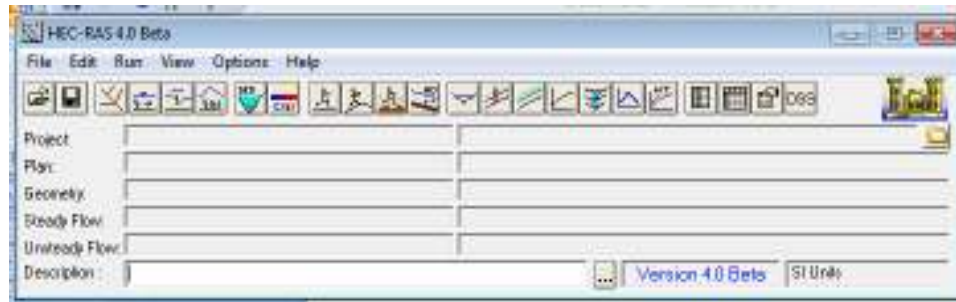 HEC-RAS 4.0 Beta
File Edit Run View Options Help
DSS
Project:
Plan:
Geometry:
Steady Flow:
Unsteady Flow:
Description : ... Version 4.0 Beta SI Units